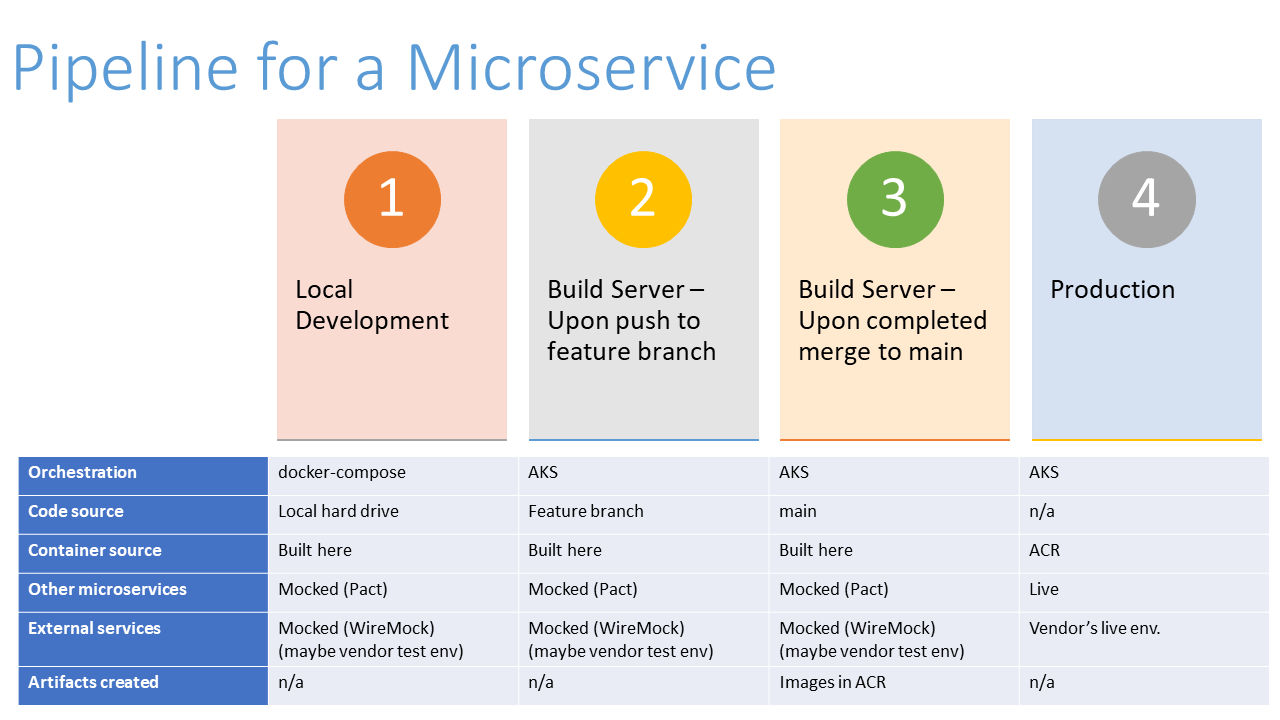 Pipeline for a Microservice
1
2
3
4
Local
Development
Build Server –
Upon push to
feature branch
Build Server –
Upon completed
merge to main
Production
Orchestration docker-compose AKS AKS AKS
Code source Local hard drive Feature branch main n/a
Container source Built here Built here Built here ACR
Other microservices Mocked (Pact) Mocked (Pact) Mocked (Pact) Live
External services Mocked (WireMock) Mocked (WireMock) Mocked (WireMock) Vendor’s live env.
(maybe vendor test env) (maybe vendor test env) (maybe vendor test env)
Artifacts created n/a n/a Images in ACR n/a